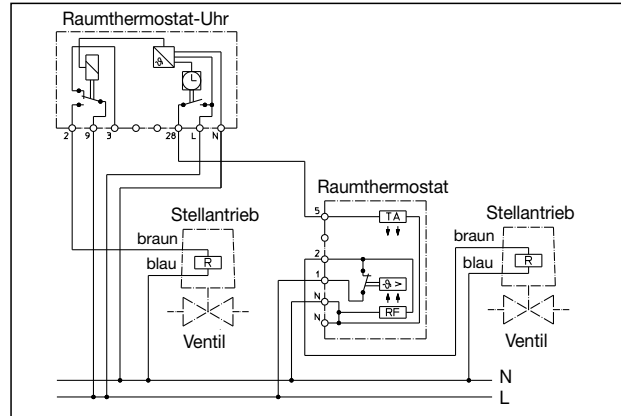 Raumthermostat-Uhr
ϑ
2 9 3 28 L N
Raumthermostat
Stellantrieb
braun
blau
R
Ventil
5
TA
2
1
ϑ >
N
RF
N
Stellantrieb
braun
blau
R
Ventil
N
L